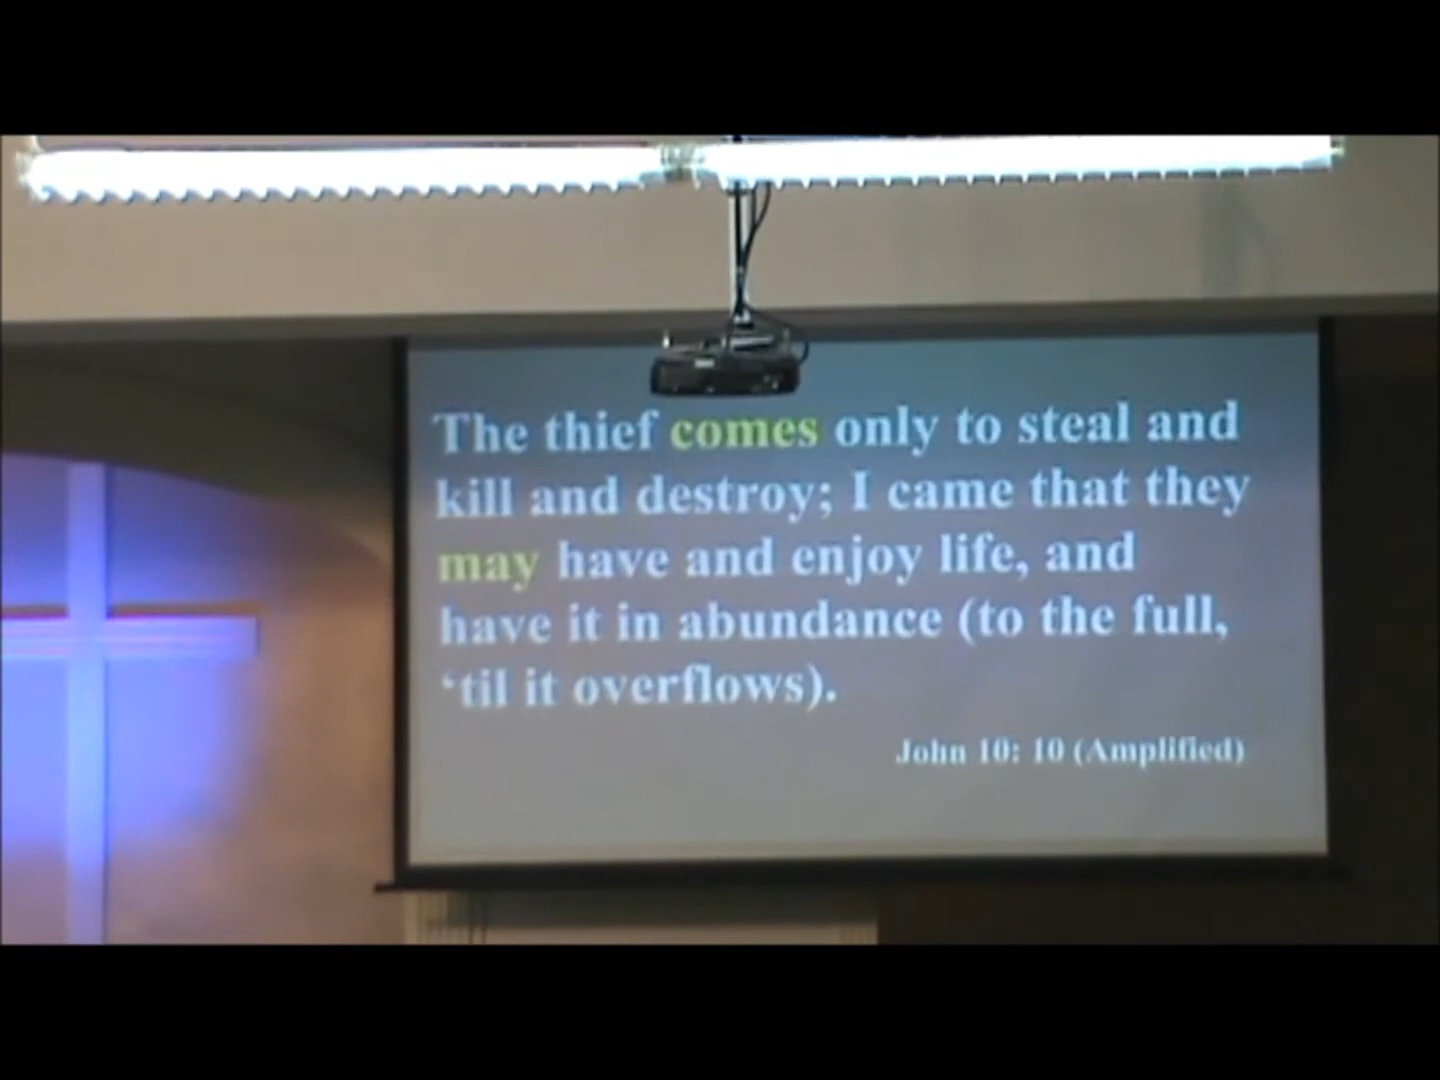 The thief comes only to steal and
kill and destroy; I came that they
may have and enjoy life, and
have it in abundance (to the full,
‘til it overflows).
John 10: 10 (Amplified)